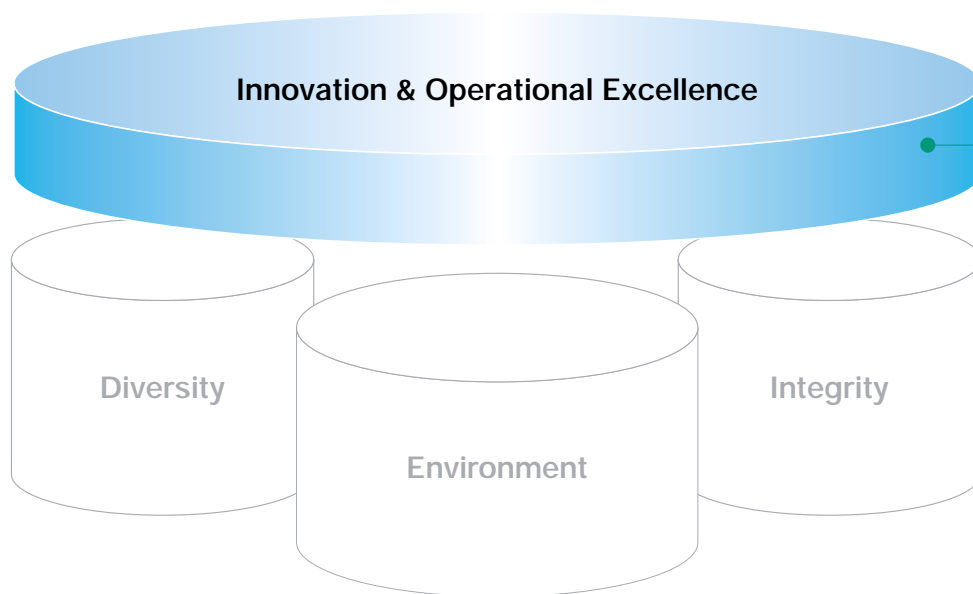 Innovation & Operational Excellence
Diversity
Integrity
Environment